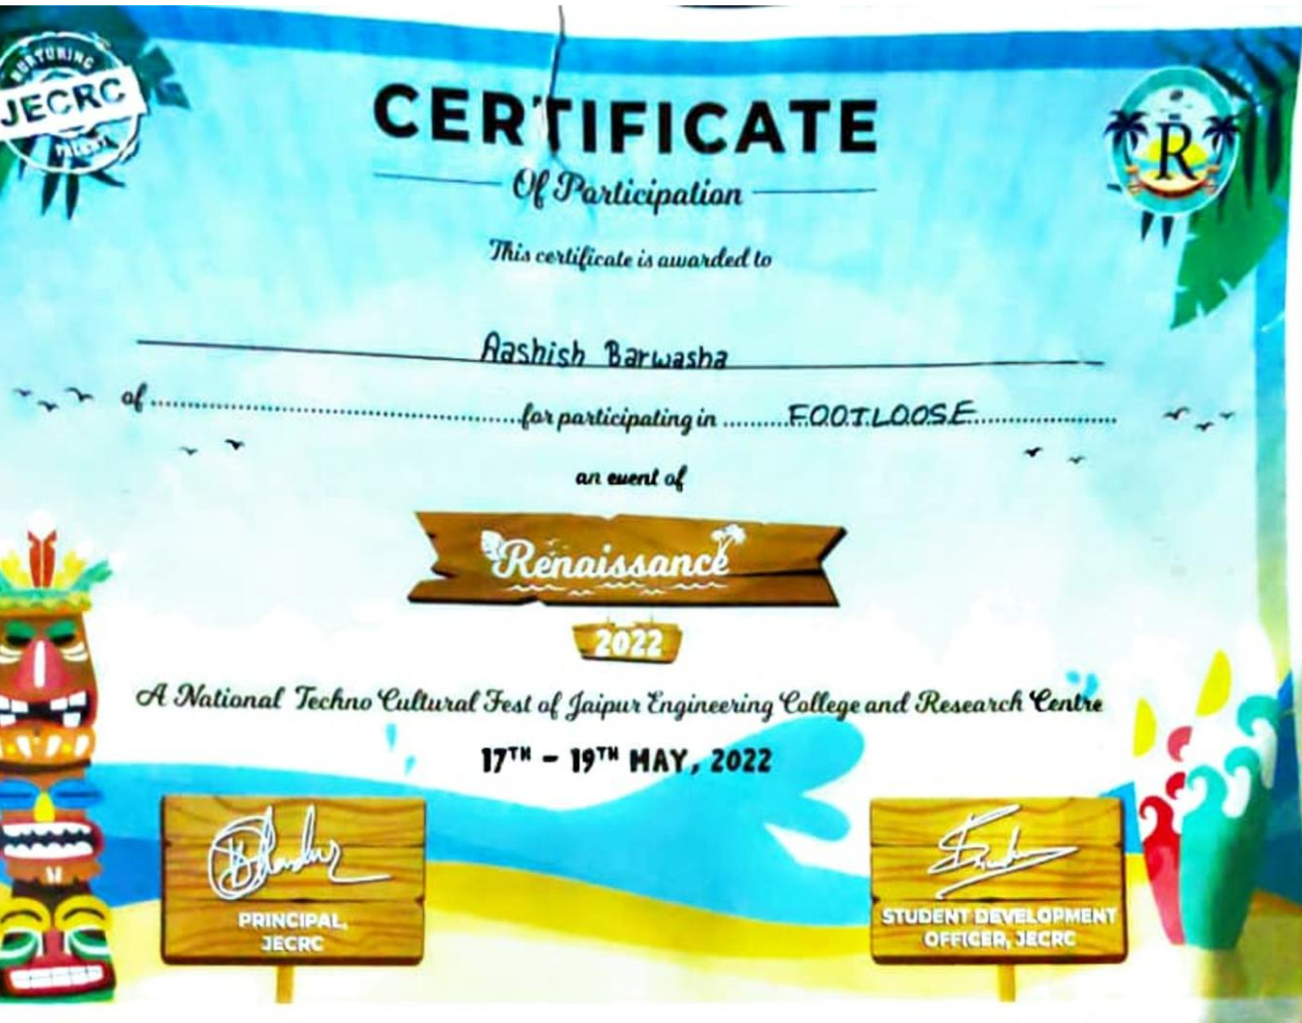 NURTURING
JECRC
TALENT
R
CERTIFICATE
Of Participation
This certificate is awarded to
Aashish Barwasha
of........................................for participating in .........FOOTLOOSE....................
an event of
Renaissance
2022
A National Techno Cultural Fest of Jaipur Engineering College and Research Centre
17TH – 19TH MAY, 2022
PRINCIPAL,
JECRC
STUDENT DEVELOPMENT
OFFICER, JECRC